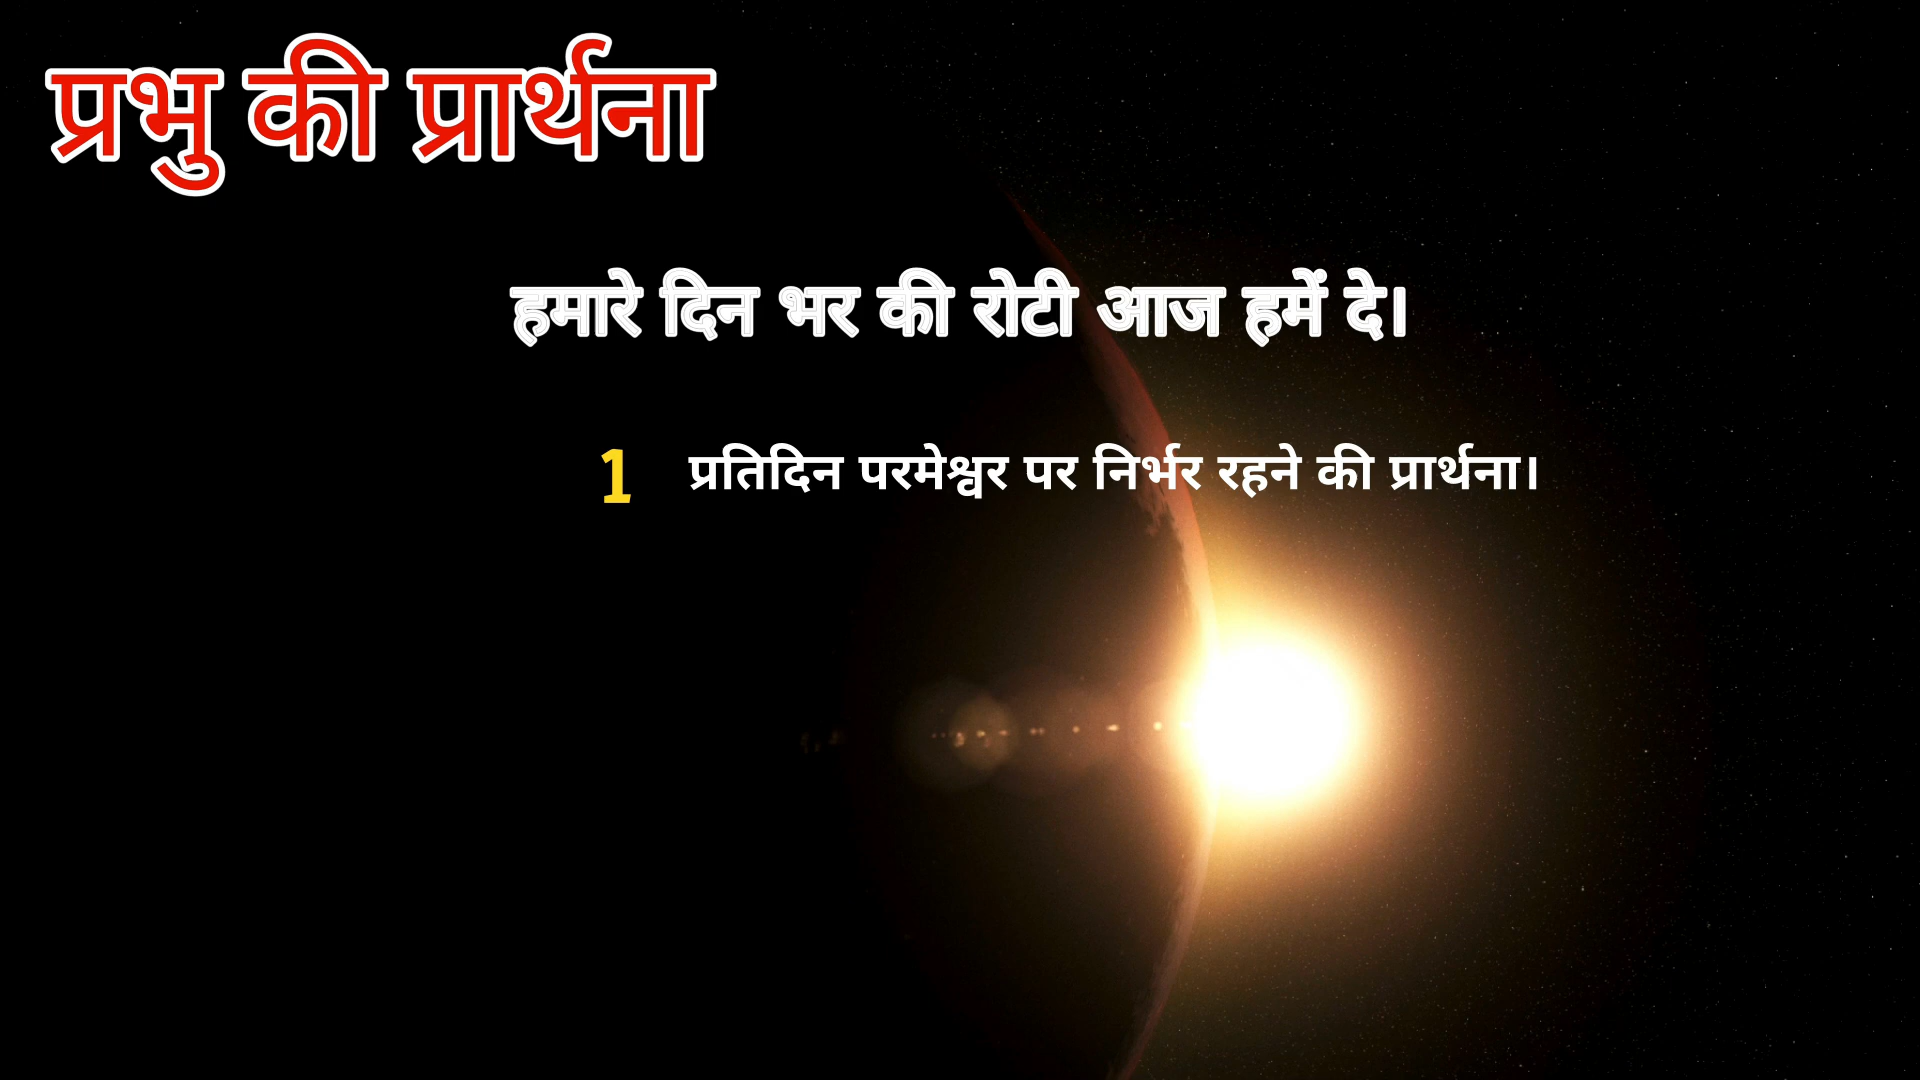 प्रभु की प्रार्थना
हमारे दिन भर की रोटी आज हमें दे।
1 प्रतिदिन परमेश्वर पर निर्भर रहने की प्रार्थना।